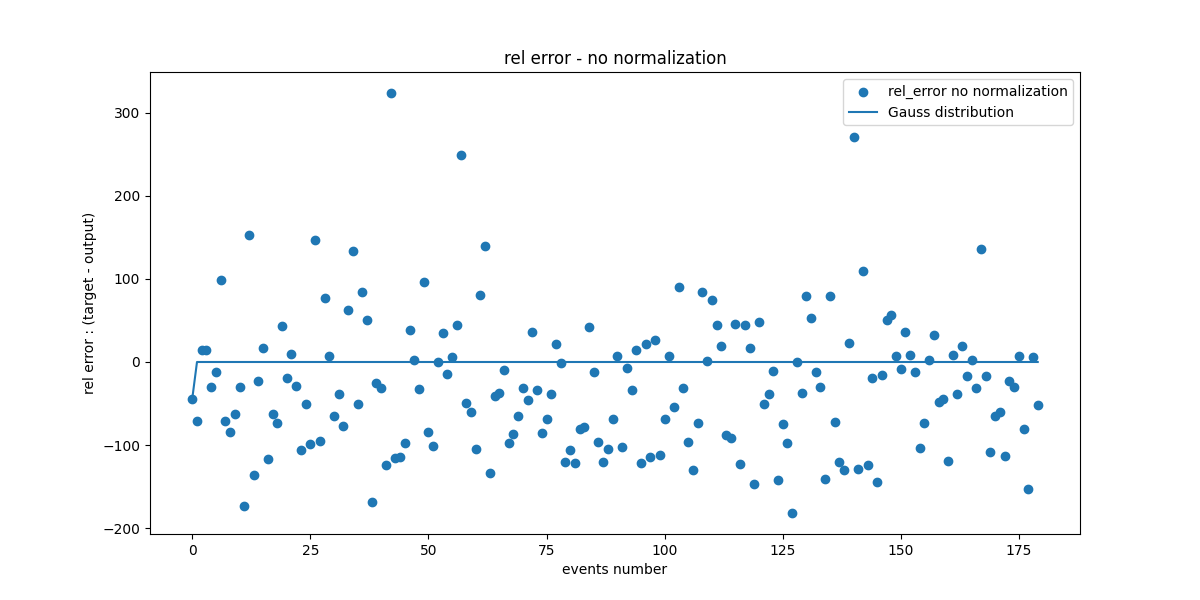 rel error - no normalization
rel_error no normalization
Gauss distribution
rel error : (target - output)
300
200
100
0
−100
−200
0 25 50 75 100 125 150 175
events number